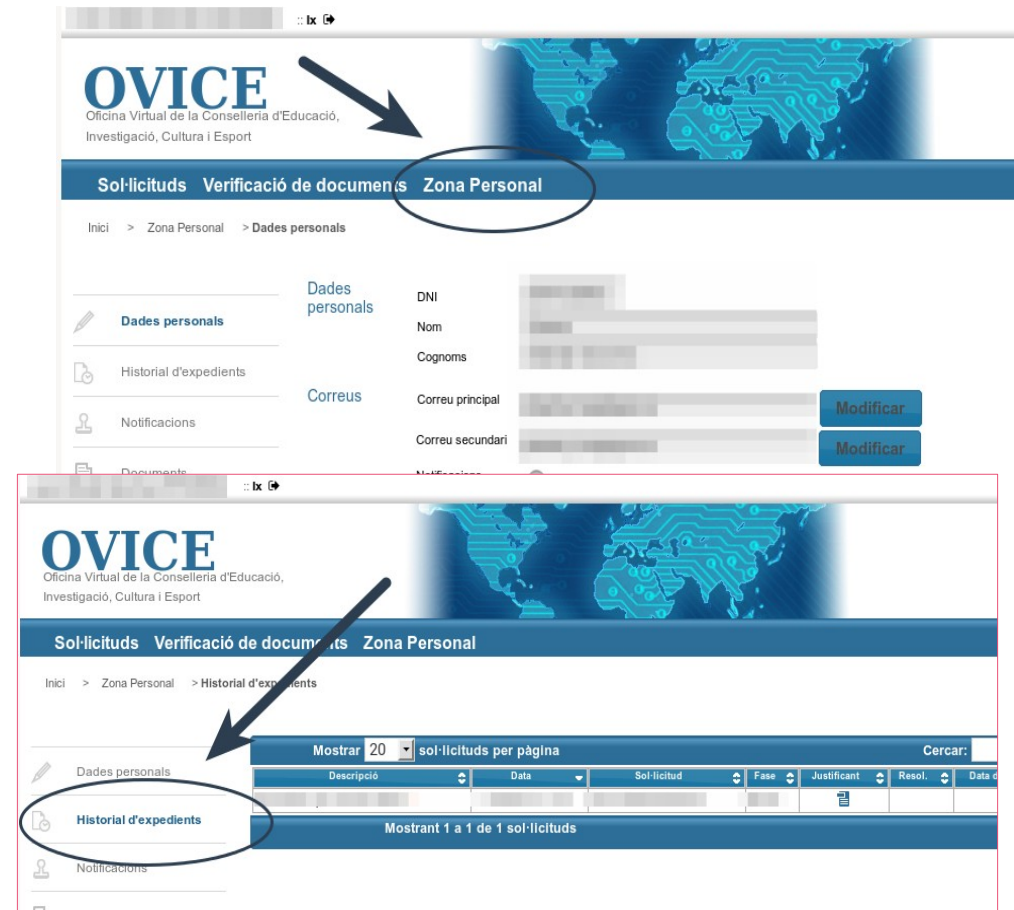 :: Ix
OVICE
Oficina Virtual de la Conselleria d'Educació,
Investigació, Cultura i Esport
Sol·licituds Verificació de documents Zona Personal
Inici > Zona Personal > Dades personals
Dades personals
Historial d'expedients
Notificacions
Documents
Dades
personals
DNI
Nom
Cognoms
Correus
Correu principal
Modificar
Correu secundari
Modificar
Notificacions
:: Ix
OVICE
Oficina Virtual de la Conselleria d'Educació,
Investigació, Cultura i Esport
Sol·licituds Verificació de documents Zona Personal
Inici > Zona Personal > Historial d'expedients
Dades personals
Historial d'expedients
Notificacions
Mostrar 20 sol·licituds per pàgina Cercar:
Descripció Data Sol·licitud Fase Justificant Resol. Data d
Mostrant 1 a 1 de 1 sol·licituds